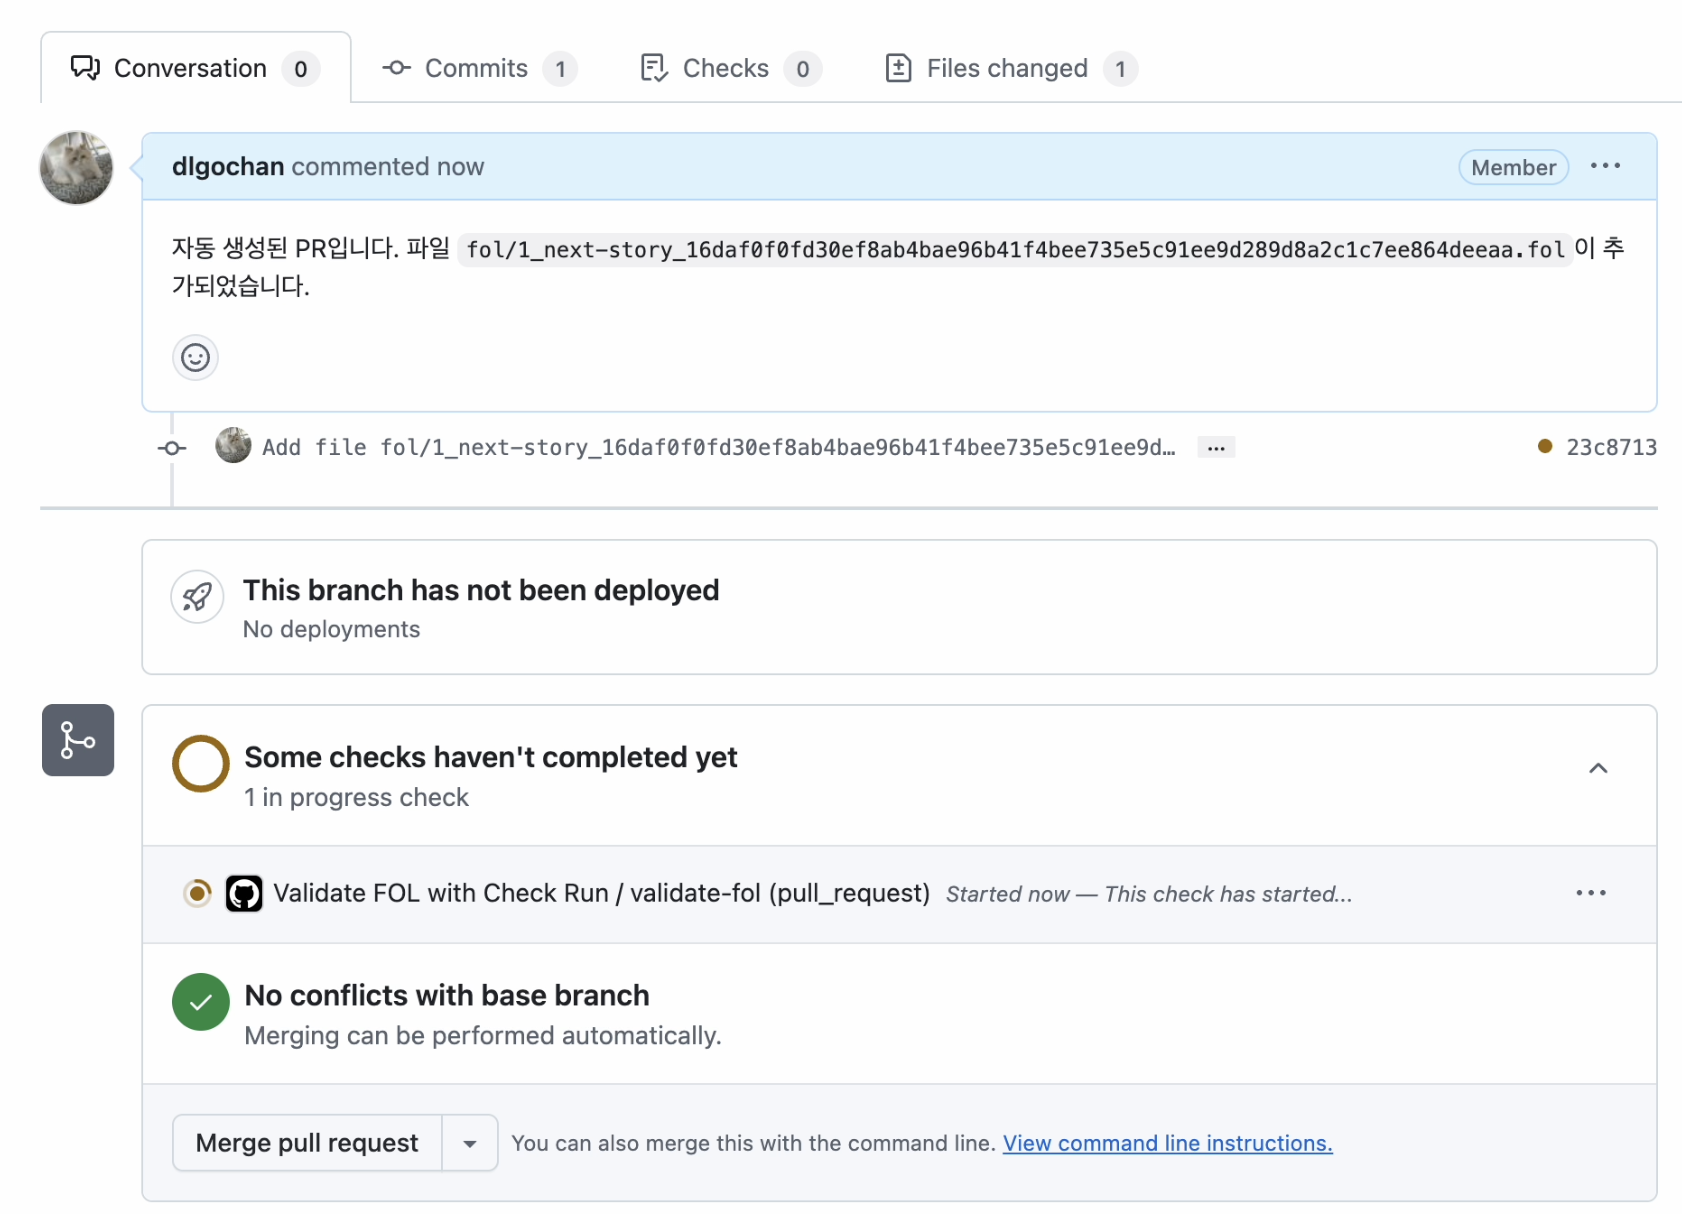 Conversation 0 Commits 1 Checks 0 Files changed 1
dlgochan commented now Member
자동 생성된 PR입니다. 파일 fol/1_next-story_16daf0f0fd30ef8ab4bae96b41f4bee735e5c91ee9d289d8a2c1c7ee864deeaa.fol이 추
가되었습니다.
Add file fol/1_next-story_16daf0f0fd30ef8ab4bae96b41f4bee735e5c91ee9d… 23c8713
This branch has not been deployed
No deployments
Some checks haven't completed yet
1 in progress check
Validate FOL with Check Run / validate-fol (pull_request) Started now — This check has started...
No conflicts with base branch
Merging can be performed automatically.
Merge pull request You can also merge this with the command line. View command line instructions.